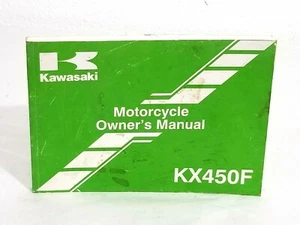 Kawasaki
Motorcycle
Owner's Manual
KX450F